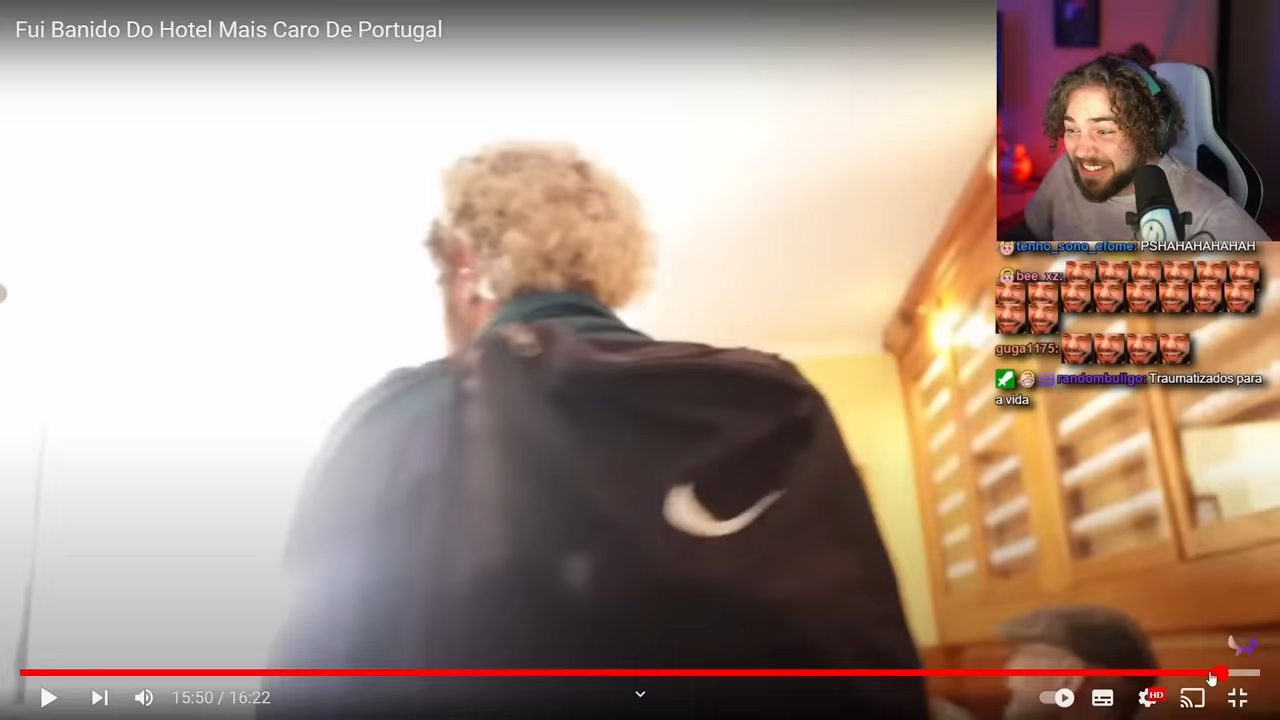 Fui Banido Do Hotel Mais Caro De Portugal
tenho_sono_efome: PSHAHAHAHAHAH
bee_xz:
guga1175:
randombullgo: Traumatizados para
a vida
15:50 / 16:22
HD